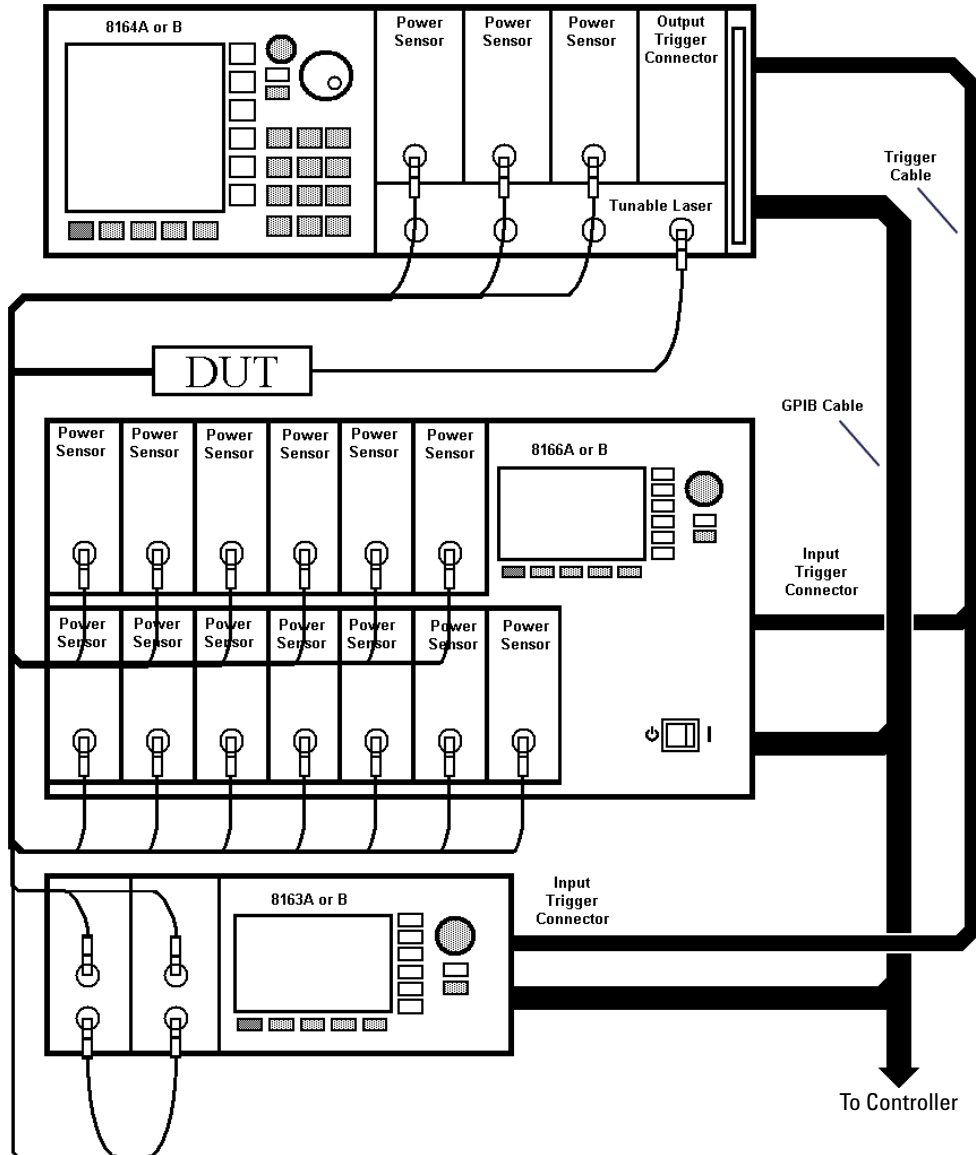 8164A or B
Power
Sensor
Power
Sensor
Power
Sensor
Output
Trigger
Connector
Trigger
Cable
Tunable Laser
DUT
GPIB Cable
Power
Sensor
Power
Sensor
Power
Sensor
Power
Sensor
Power
Sensor
Power
Sensor
8166A or B
Input
Trigger
Connector
Power
Sensor
Power
Sensor
Power
Sensor
Power
Sensor
Power
Sensor
Power
Sensor
Power
Sensor
8163A or B
Input
Trigger
Connector
To Controller